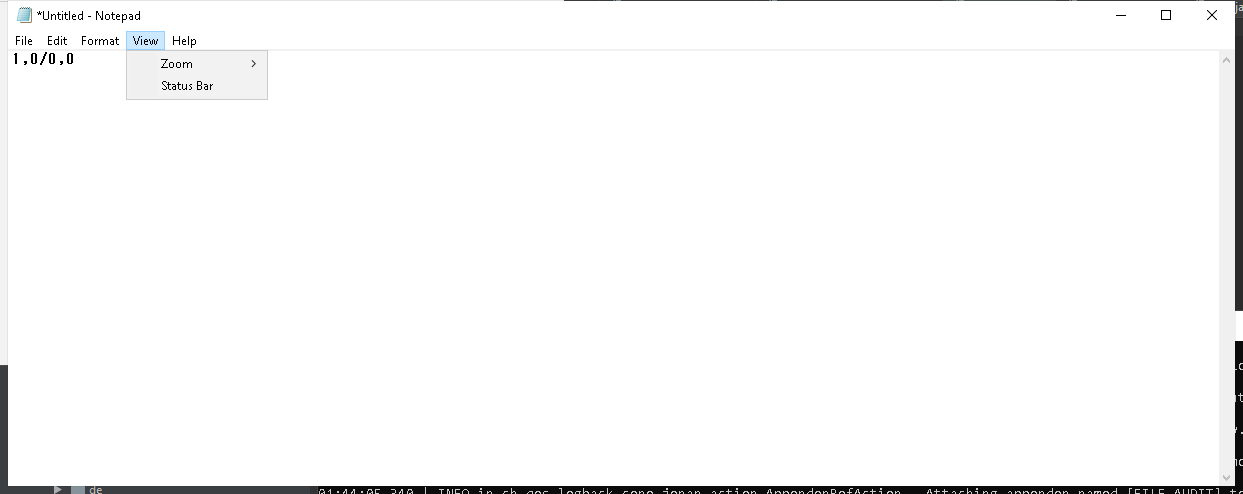 *Untitled - Notepad
File Edit Format View Help
1,0/0,0
Zoom
Status Bar
de
01:44:05.340 | INFO in ch.qos.logback.core.joran.action.AppenderRefAction - Attaching appender named [FILE_AUDIT] t